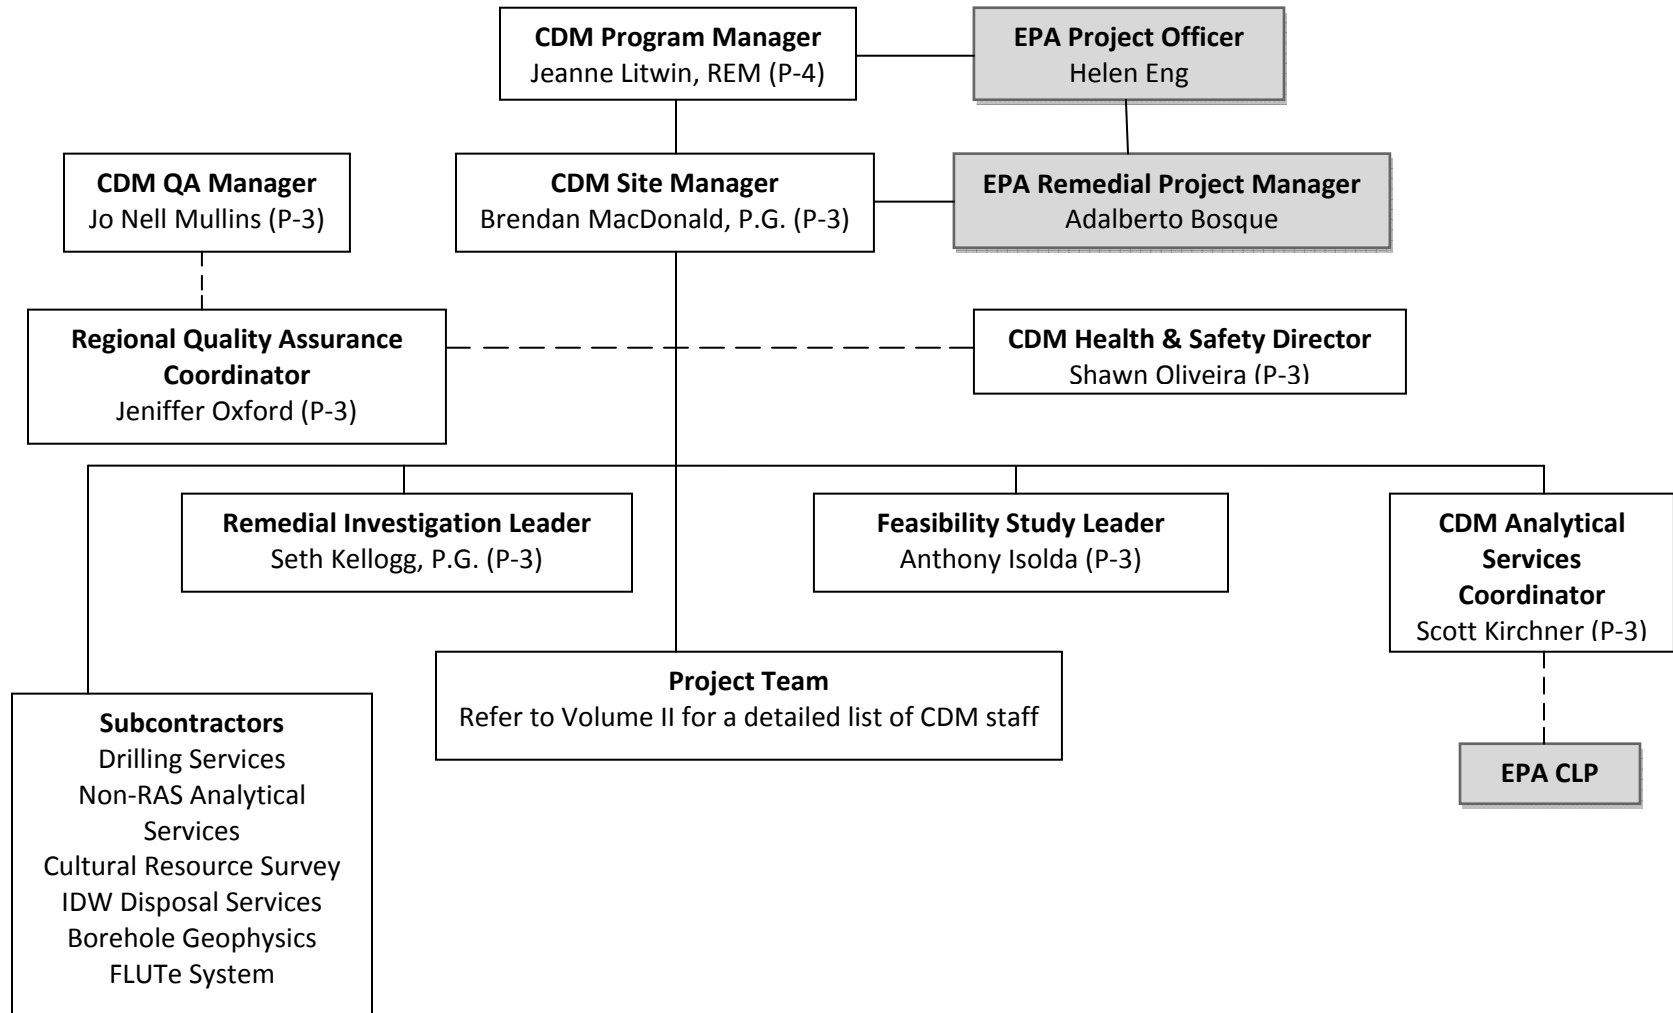 CDM Program Manager
Jeanne Litwin, REM (P-4)
EPA Project Officer
Helen Eng
CDM QA Manager
Jo Nell Mullins (P-3)
CDM Site Manager
Brendan MacDonald, P.G. (P-3)
EPA Remedial Project Manager
Adalberto Bosque
Regional Quality Assurance
Coordinator
Jeniffer Oxford (P-3)
CDM Health & Safety Director
Shawn Oliveira (P-3)
Remedial Investigation Leader
Seth Kellogg, P.G. (P-3)
Feasibility Study Leader
Anthony Isolda (P-3)
CDM Analytical
Services
Coordinator
Scott Kirchner (P-3)
Project Team
Refer to Volume II for a detailed list of CDM staff
Subcontractors
Drilling Services
Non-RAS Analytical
Services
Cultural Resource Survey
IDW Disposal Services
Borehole Geophysics
FLUTe System
EPA CLP